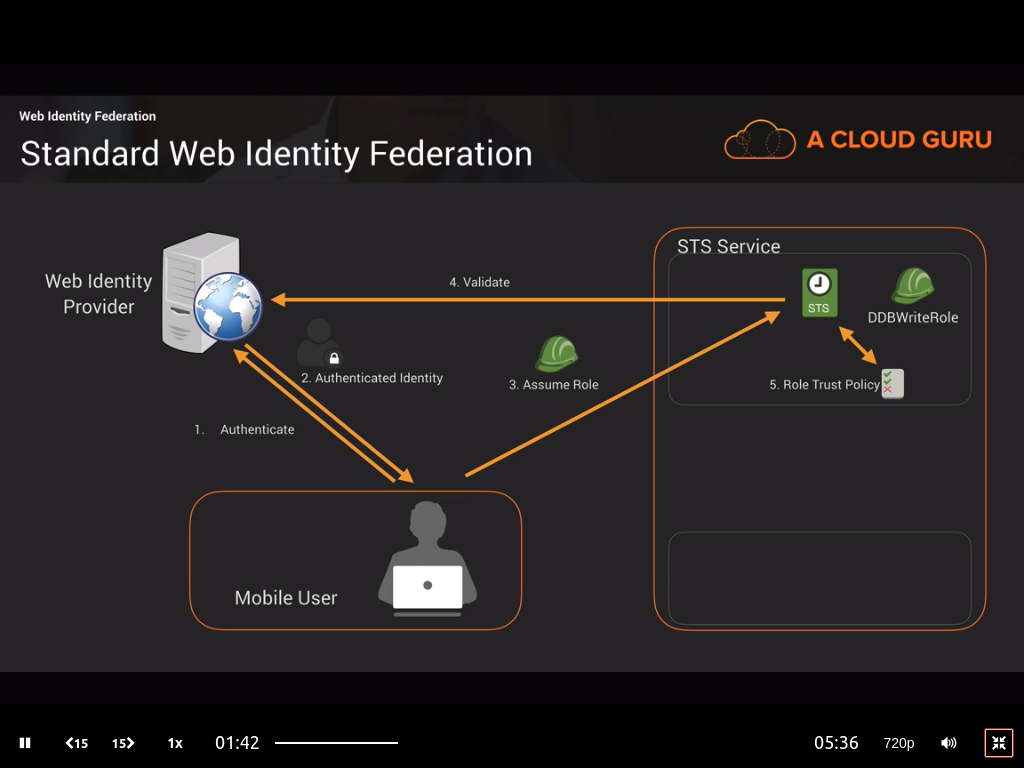 Web Identity Federation
Standard Web Identity Federation
A CLOUD GURU
STS Service
Web Identity
Provider
4. Validate
STS
DDBWriteRole
2. Authenticated Identity
3. Assume Role
5. Role Trust Policy
1. Authenticate
Mobile User
15
15
1x
01:42
05:36
720p